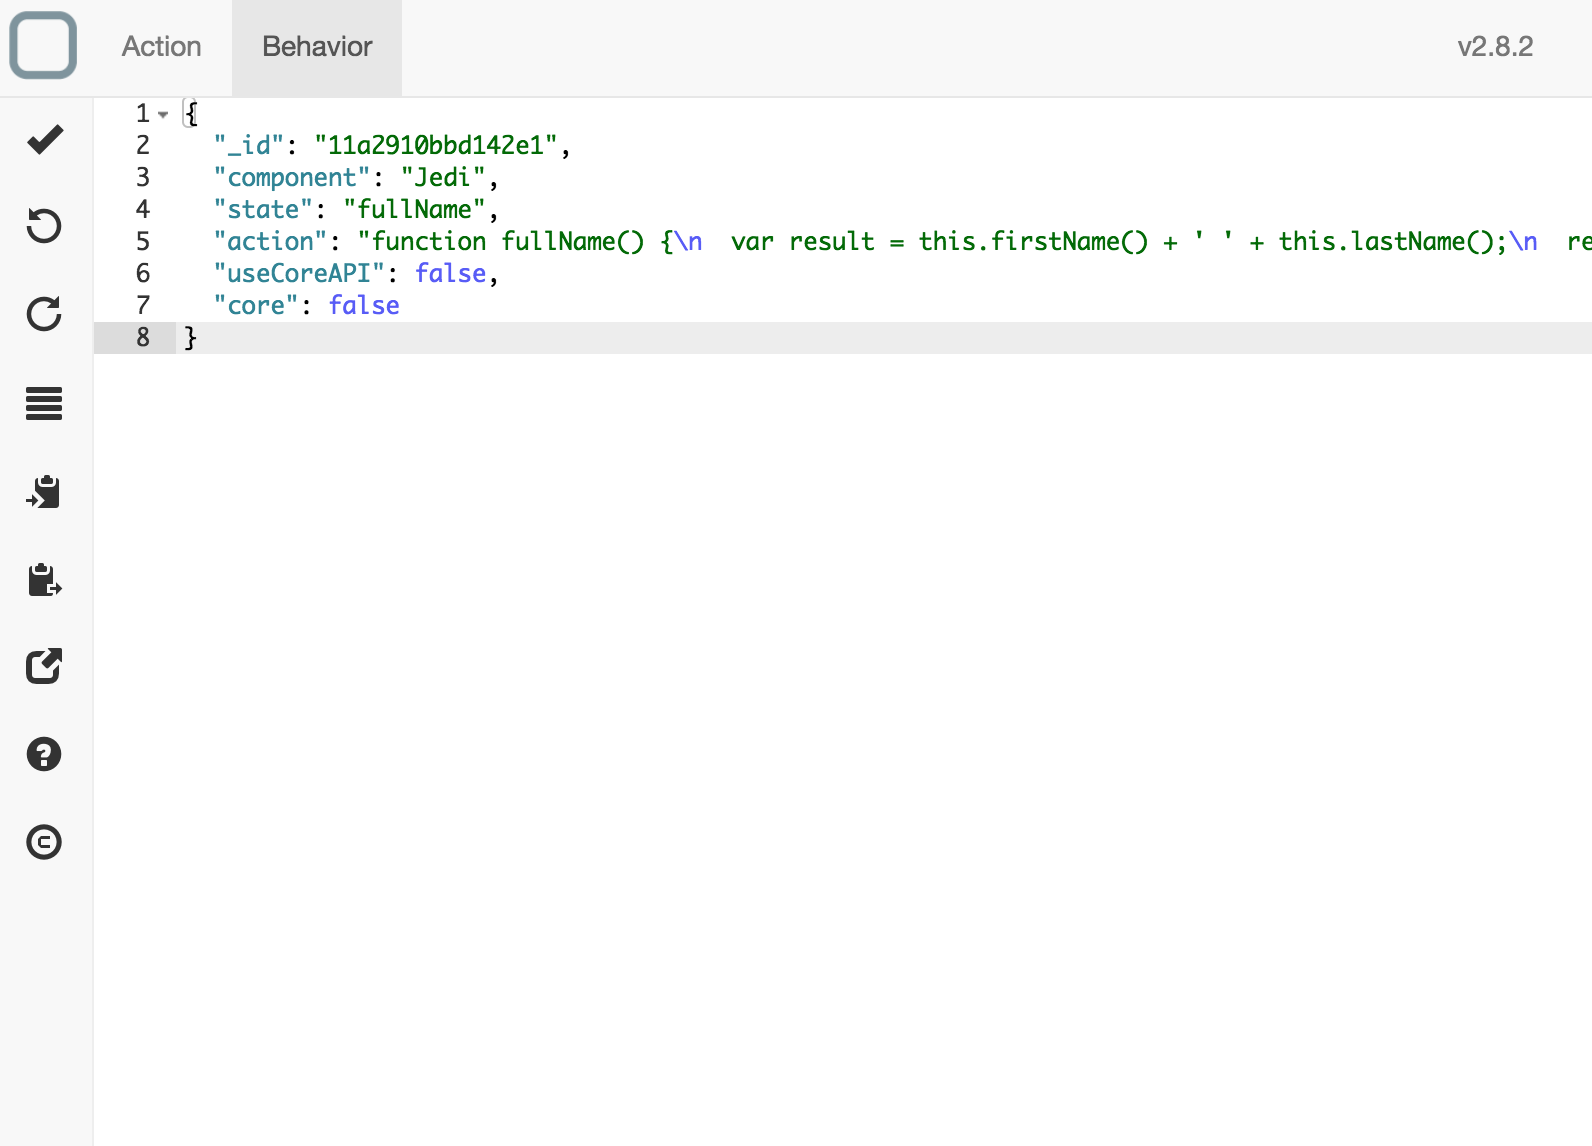 Action Behavior v2.8.2
1 {
2 "_id": "11a2910bbd142e1",
3 "component": "Jedi",
4 "state": "fullName",
5 "action": "function fullName() {\n  var result = this.firstName() + ' ' + this.lastName();\n  re
6 "useCoreAPI": false,
7 "core": false
8 }